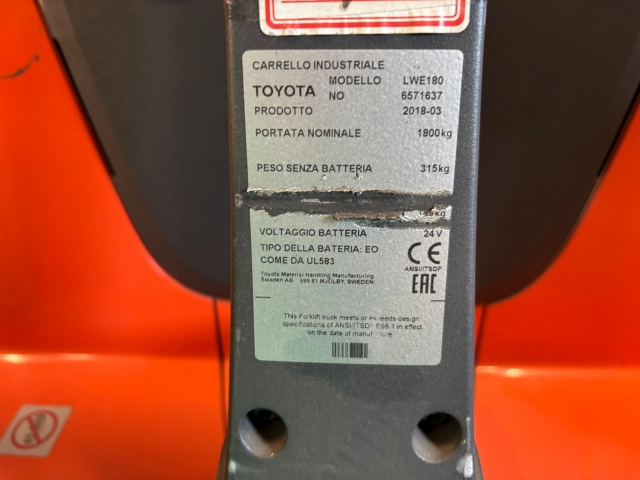 CARRELLO INDUSTRIALE
MODELLO LWE180
TOYOTA NO 6571637
PRODOTTO 2018-03
PORTATA NOMINALE 1800kg
PESO SENZA BATTERIA 315kg
VOLTAGGIO BATTERIA 24 V
TIPO DELLA BATERIA: EO
COME DA UL583
CE
ANSI/ITSDF
EAC
Toyota Material Handling Manufacturing
Sweden AB 595 81 MJÖLBY, SWEDEN
This Forklift truck meets or exceeds design
specifications of ANSI/ITSDF B56.1 in effect
on the date of manufacture